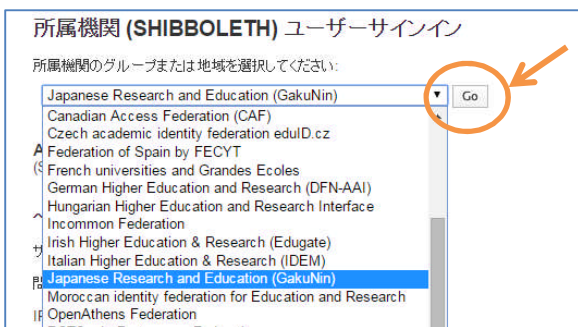 所属機関 (SHIBBOLETH) ユーザーサインイン
所属機関のグループまたは地域を選択してください:
Japanese Research and Education (GakuNin)
Go
Canadian Access Federation (CAF)
Czech academic identity federation eduID.cz
Federation of Spain by FECYT
French universities and Grandes Ecoles
German Higher Education and Research (DFN-AAI)
Hungarian Higher Education and Research Interface
Incommon Federation
Irish Higher Education & Research (Edugate)
Italian Higher Education & Research (IDEM)
Japanese Research and Education (GakuNin)
Moroccan identity federation for Education and Research
OpenAthens Federation